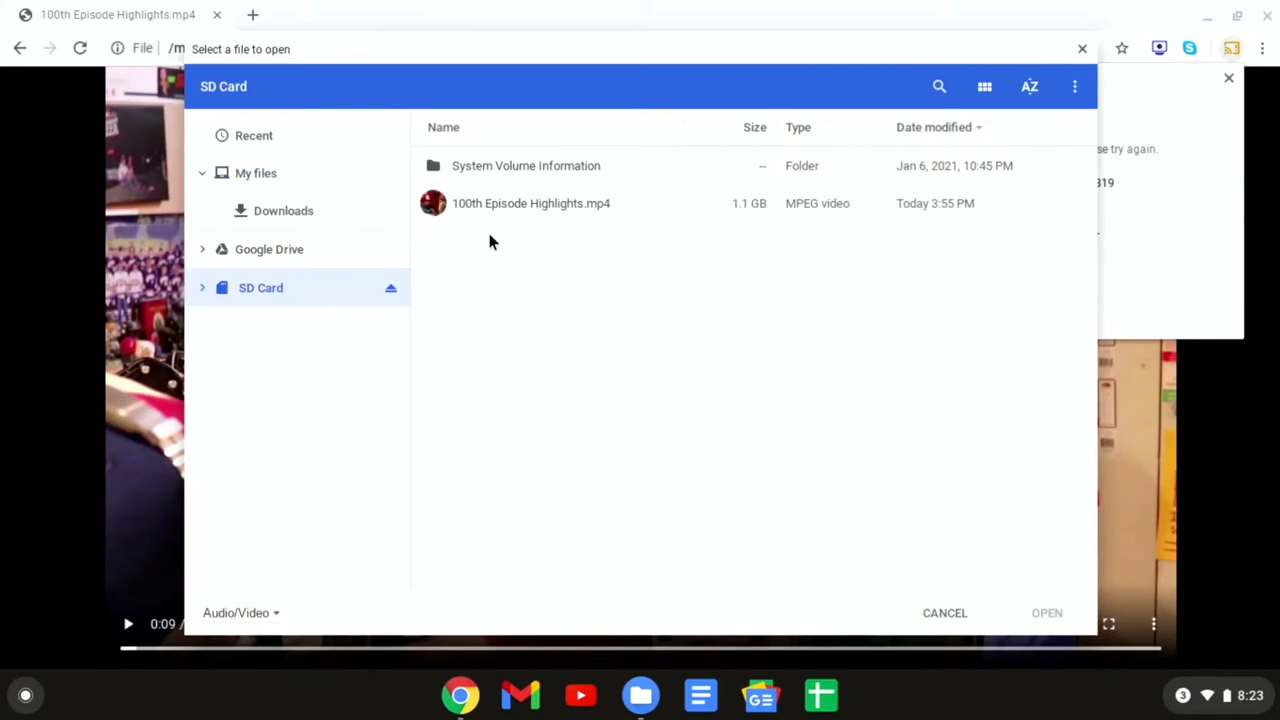 100th Episode Highlights.mp4
File /m
Select a file to open
SD Card
AZ
Name Size Type Date modified
Recent
System Volume Information -- Folder Jan 6, 2021, 10:45 PM
My files
100th Episode Highlights.mp4 1.1 GB MPEG video Today 3:55 PM
Downloads
Google Drive
SD Card
se try again.
319
Audio/Video
CANCEL OPEN
0:09 /
GE
3 8:23